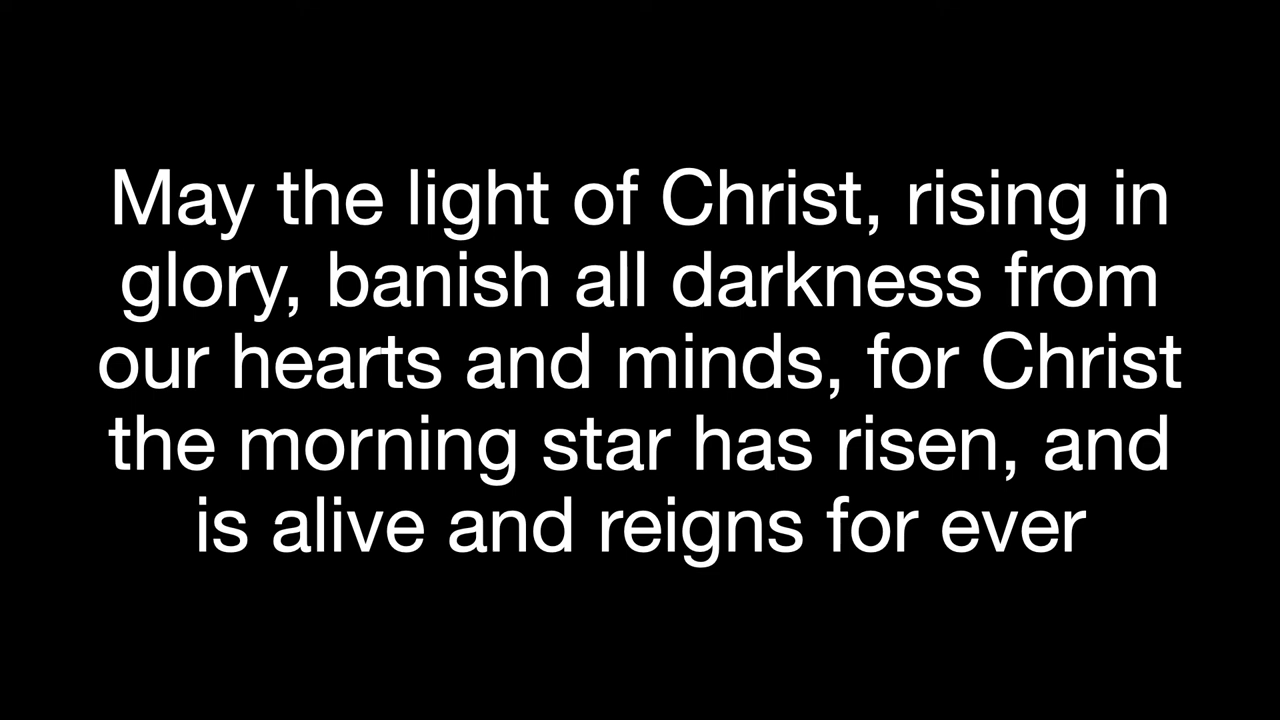 May the light of Christ, rising in
glory, banish all darkness from
our hearts and minds, for Christ
the morning star has risen, and
is alive and reigns for ever